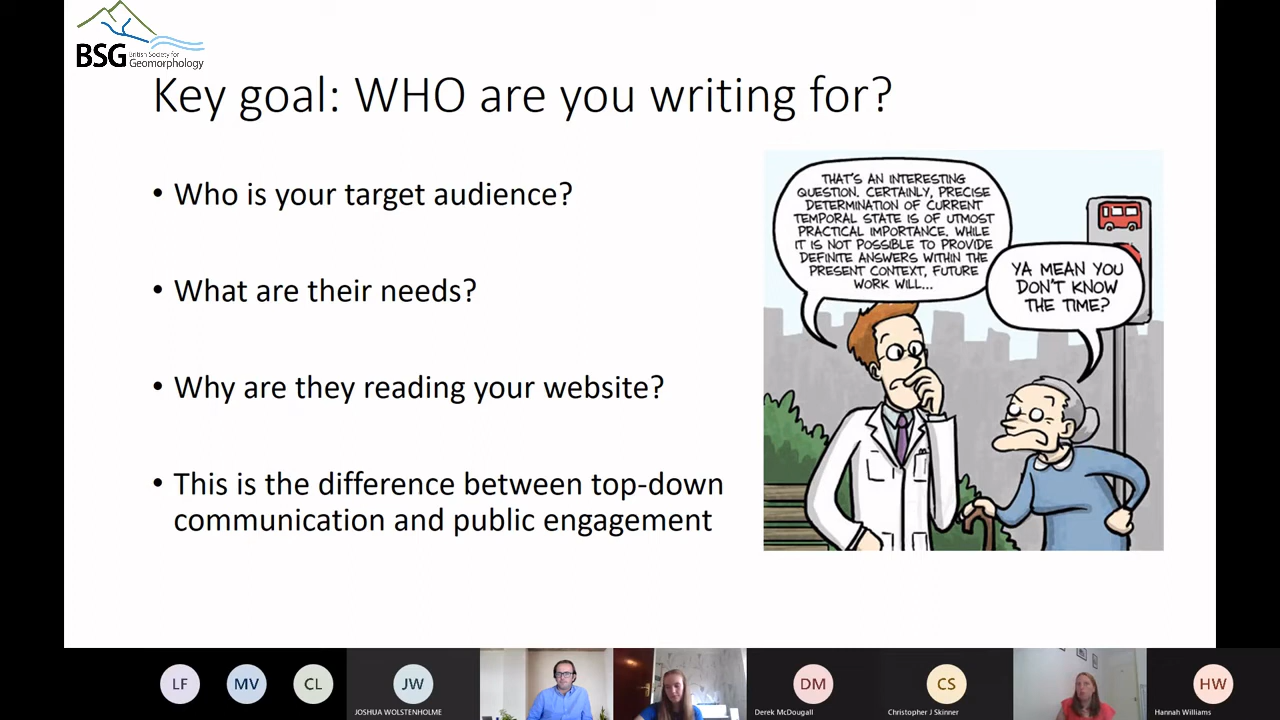 BSG British Society for
Geomorphology
Key goal: WHO are you writing for?
• Who is your target audience?
• What are their needs?
• Why are they reading your website?
• This is the difference between top-down
communication and public engagement
THAT'S AN INTERESTING
QUESTION. CERTAINLY, PRECISE
DETERMINATION OF CURRENT
TEMPORAL STATE IS OF UTMOST
PRACTICAL IMPORTANCE. WHILE
IT IS NOT POSSIBLE TO PROVIDE
DEFINITE ANSWERS WITHIN THE
PRESENT CONTEXT, FUTURE
WORK WILL...
YA MEAN YOU
DON'T KNOW
THE TIME?
LF
MV
CL
JW
JOSHUA WOLSTENHOLME
DM
Derek McDougall
CS
Christopher J Skinner
HW
Hannah Williams